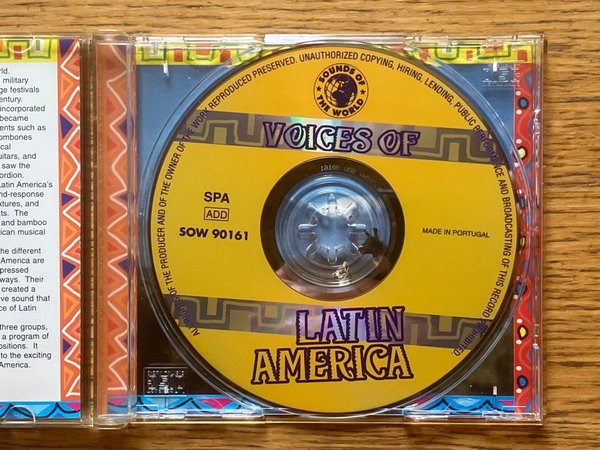 rld.
military
ge festivals
entury.
incorporated
became
ents such as
ombones
ical
uitars, and
saw the
ordion.
Latin America's
nd-response
xtures, and
ts. The
and bamboo
ican musical
the different
America are
pressed
ways. Their
created a
ve sound that
ce of Latin
three groups,
a program of
ositions. It
to the exciting
America.
ALL RIGHTS OF THE PRODUCER AND OF THE OWNER OF THE WORK REPRODUCED RESERVED. UNAUTHORIZED COPYING, HIRING, LENDING, PUBLIC PERFORMANCE AND BROADCASTING OF THIS RECORD PROHIBITED
SOUNDS OF
THE WORLD
VOICES OF
SPA
ADD
SOW 90161
MADE IN PORTUGAL
LATIN
AMERICA